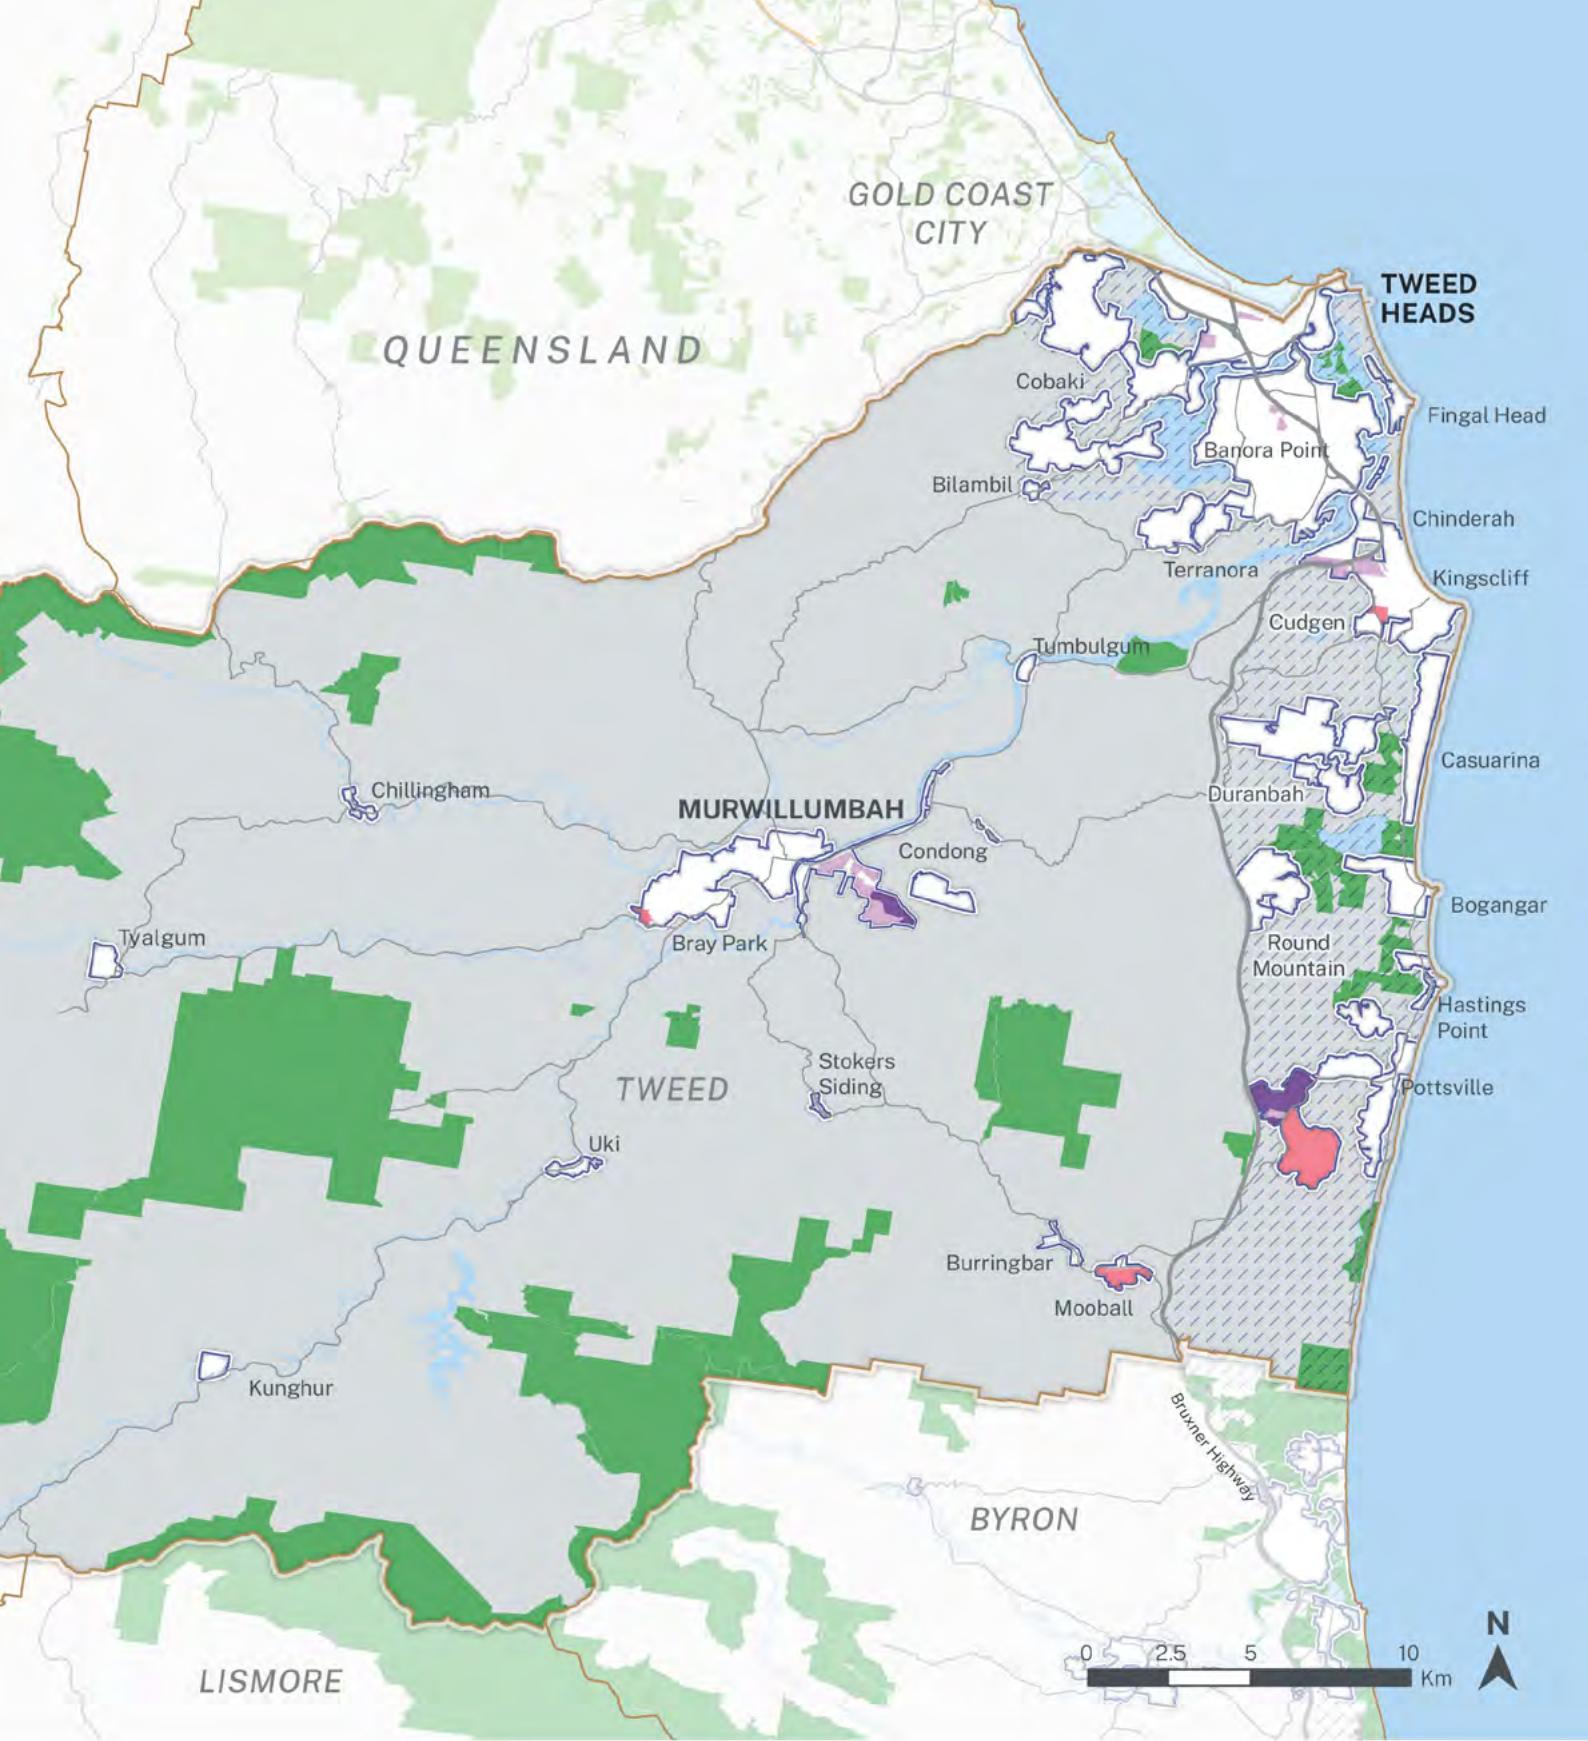 GOLD COAST
CITY
TWEED
HEADS
QUEENSLAND
Cobaki
Fingal Head
Banora Point
Bilambil
Chinderah
Terranora
Kingscliff
Cudgen
Tumbulgum
Casuarina
Chillingham
Duranbah
MURWILLUMBAH
Condong
Bogangar
Tyalgum
Bray Park
Round
Mountain
Hastings
Point
Stokers
Siding
TWEED
Pottsville
Uki
Burringbar
Mooball
Kunghur
Bruxner Highway
BYRON
LISMORE
N
0 2.5 5 10
Km